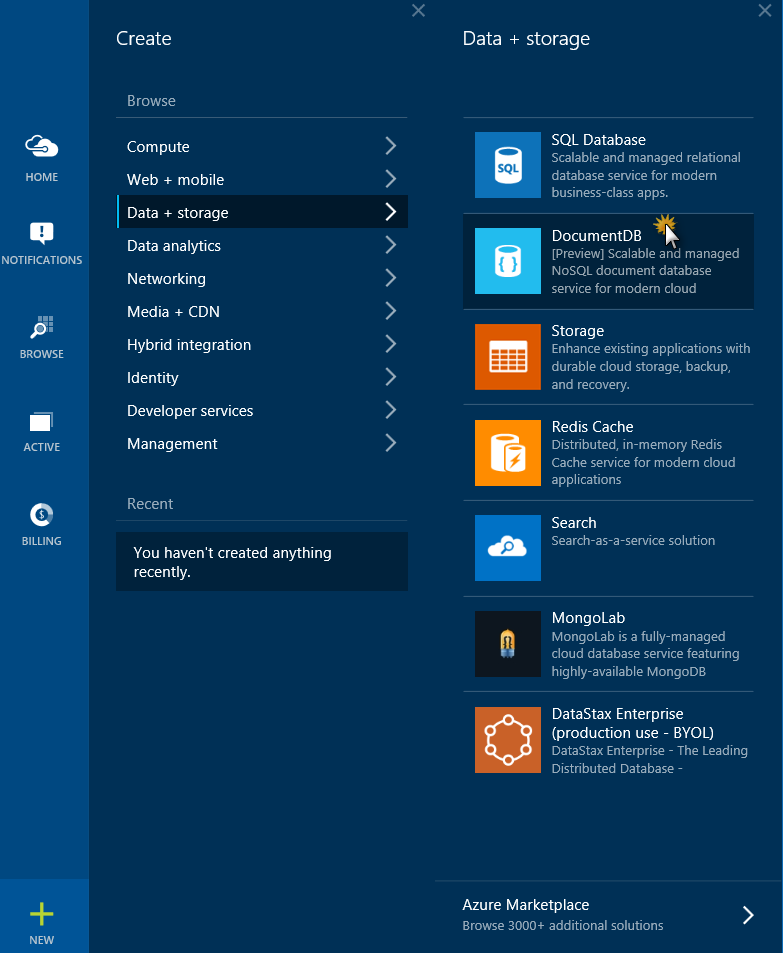 HOME
NOTIFICATIONS
BROWSE
ACTIVE
BILLING
NEW
Create
Browse
Compute
Web + mobile
Data + storage
Data analytics
Networking
Media + CDN
Hybrid integration
Identity
Developer services
Management
Recent
You haven't created anything
recently.
Data + storage
SQL
SQL Database
Scalable and managed relational
database service for modern
business-class apps.
DocumentDB
[Preview] Scalable and managed
NoSQL document database
service for modern cloud
Storage
Enhance existing applications with
durable cloud storage, backup,
and recovery.
Redis Cache
Distributed, in-memory Redis
Cache service for modern cloud
applications
Search
Search-as-a-service solution
MongoLab
MongoLab is a fully-managed
cloud database service featuring
highly-available MongoDB
DataStax Enterprise
(production use - BYOL)
DataStax Enterprise - The Leading
Distributed Database -
Azure Marketplace
Browse 3000+ additional solutions